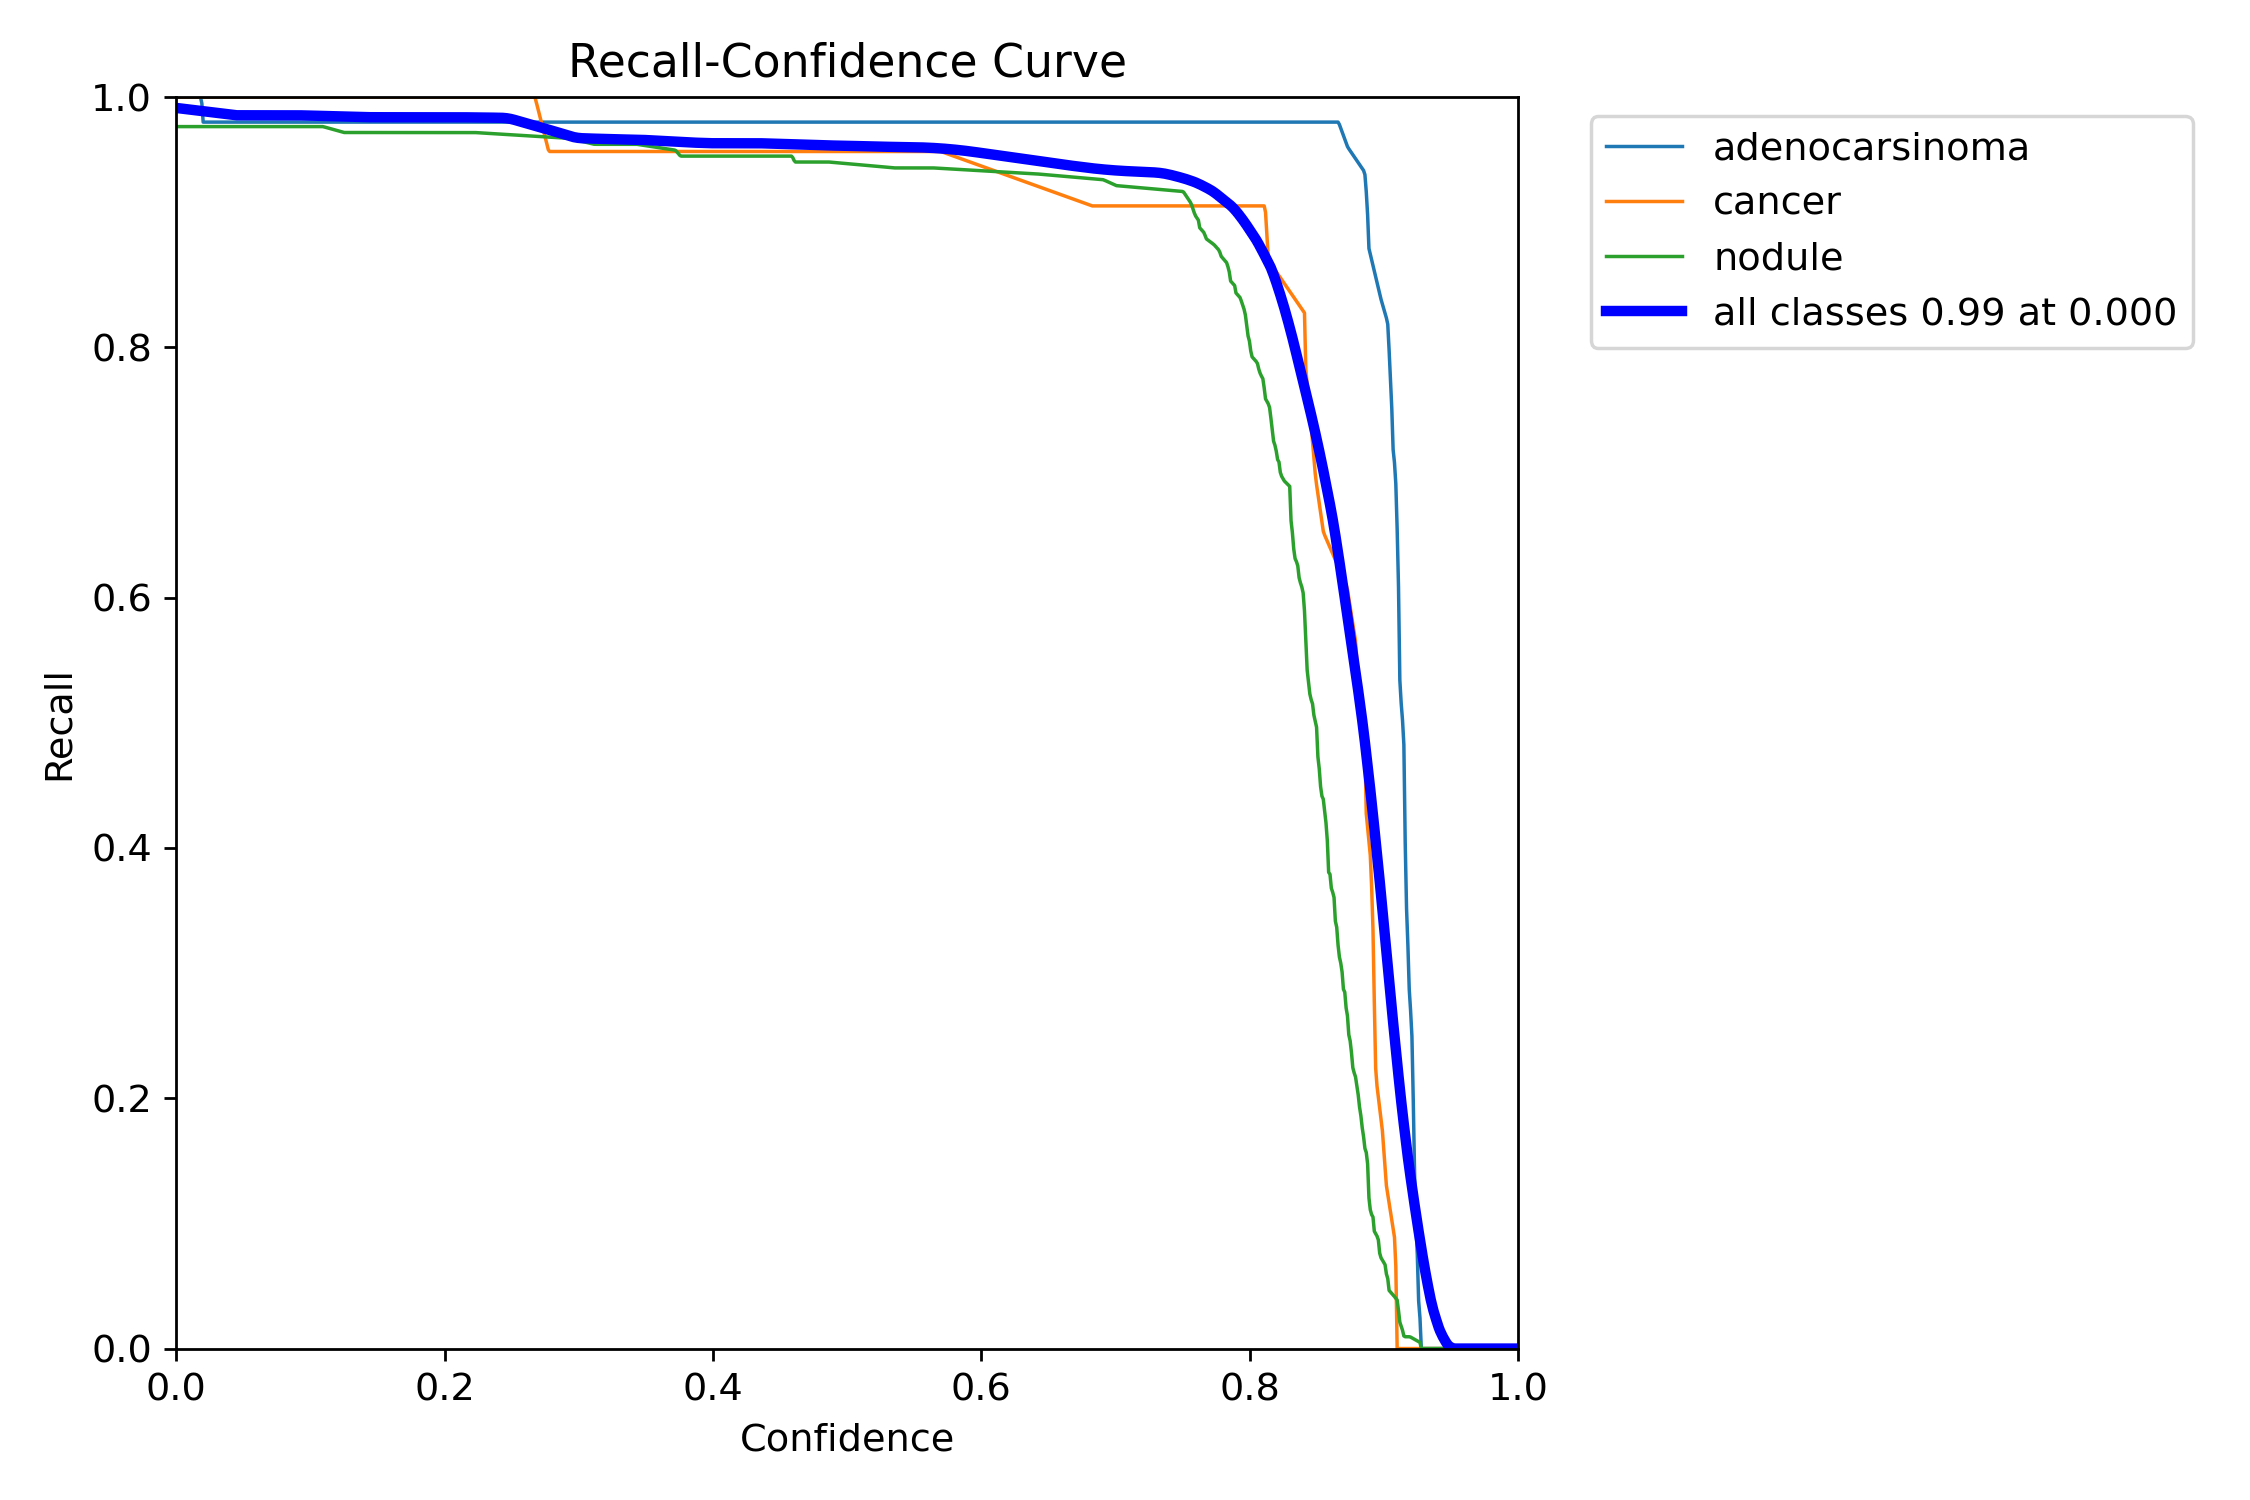 Recall-Confidence Curve
1.0
0.8
0.6
0.4
0.2
0.0
Recall
0.0 0.2 0.4 0.6 0.8 1.0
Confidence
adenocarsinoma
cancer
nodule
all classes 0.99 at 0.000